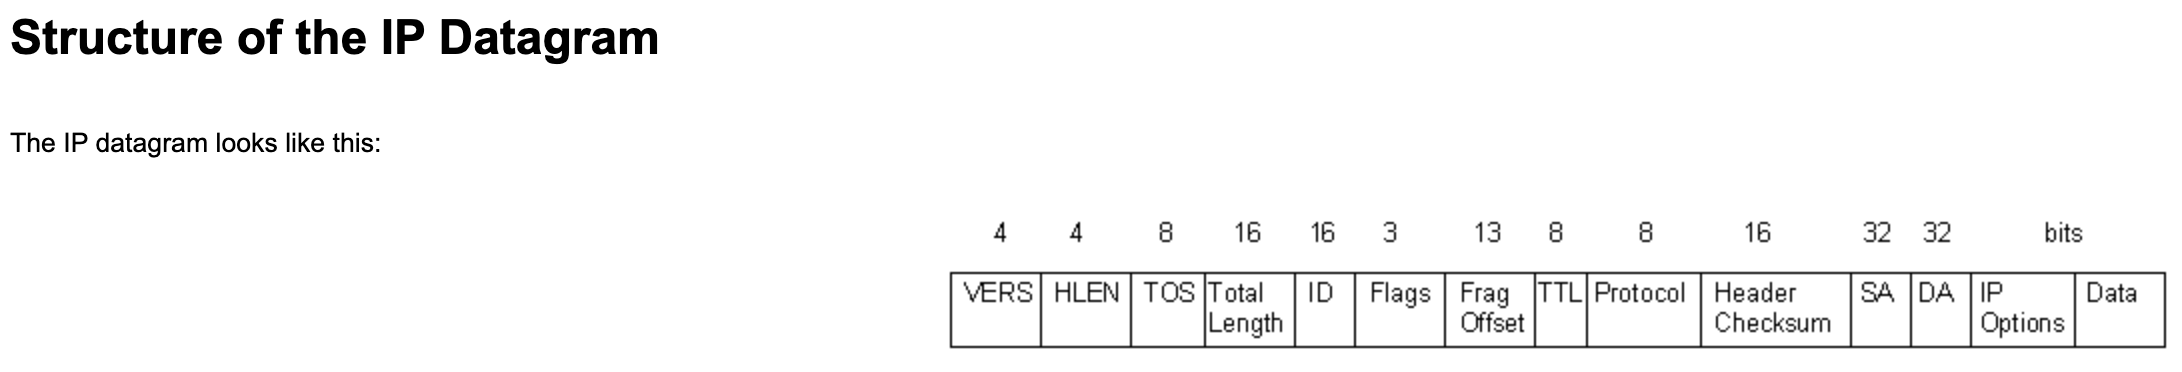 Structure of the IP Datagram
The IP datagram looks like this:
4 4 8 16 16 3 13 8 8 16 32 32 bits
VERS HLEN TOS Total Length ID Flags Frag Offset TTL Protocol Header Checksum SA DA IP Options Data